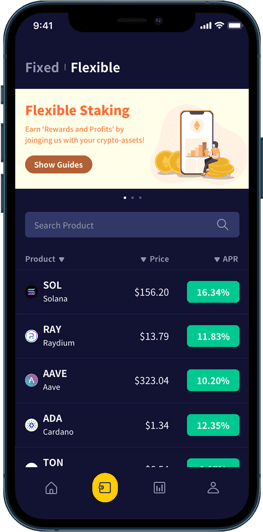 9:41
Fixed Flexible
Flexible Staking
Earn 'Rewards and Profits' by
joinging us with your crypto-assets!
Show Guides
Search Product
Product ▼ ▼ Price ▼ APR
SOL
Solana
$156.20
16.34%
RAY
Raydium
$13.79
11.83%
AAVE
Aave
$323.04
10.20%
ADA
Cardano
$1.34
12.35%
TON